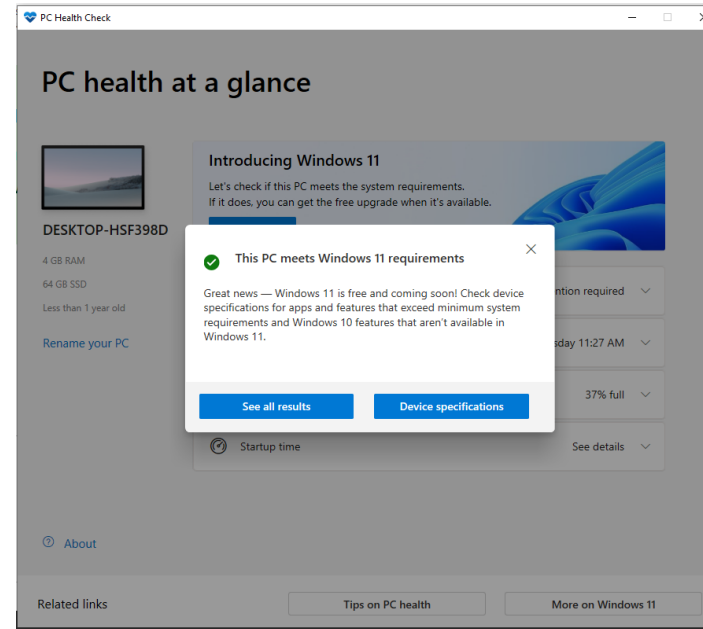 PC Health Check
PC health at a glance
DESKTOP-HSF398D
4 GB RAM
64 GB SSD
Less than 1 year old
Rename your PC
Introducing Windows 11
Let's check if this PC meets the system requirements.
If it does, you can get the free upgrade when it's available.
This PC meets Windows 11 requirements
Great news — Windows 11 is free and coming soon! Check device
specifications for apps and features that exceed minimum system
requirements and Windows 10 features that aren't available in
Windows 11.
See all results
Device specifications
ntion required
sday 11:27 AM
37% full
Startup time
See details
About
Related links
Tips on PC health
More on Windows 11